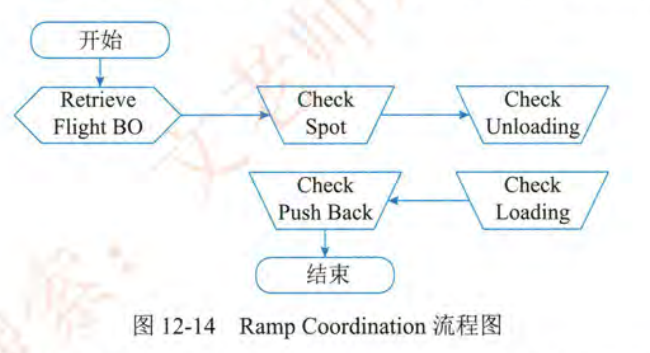 开始
Retrieve
Flight BO
Check
Spot
Check
Unloading
Check
Push Back
Check
Loading
结束
图 12-14 Ramp Coordination 流程图